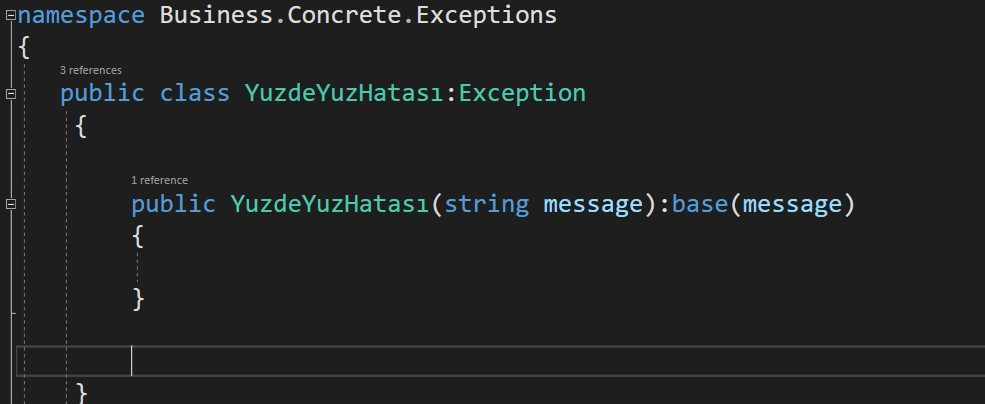 namespace Business.Concrete.Exceptions
{
3 references
public class YuzdeYuzHatası:Exception
{
1 reference
public YuzdeYuzHatası(string message):base(message)
{
}
}